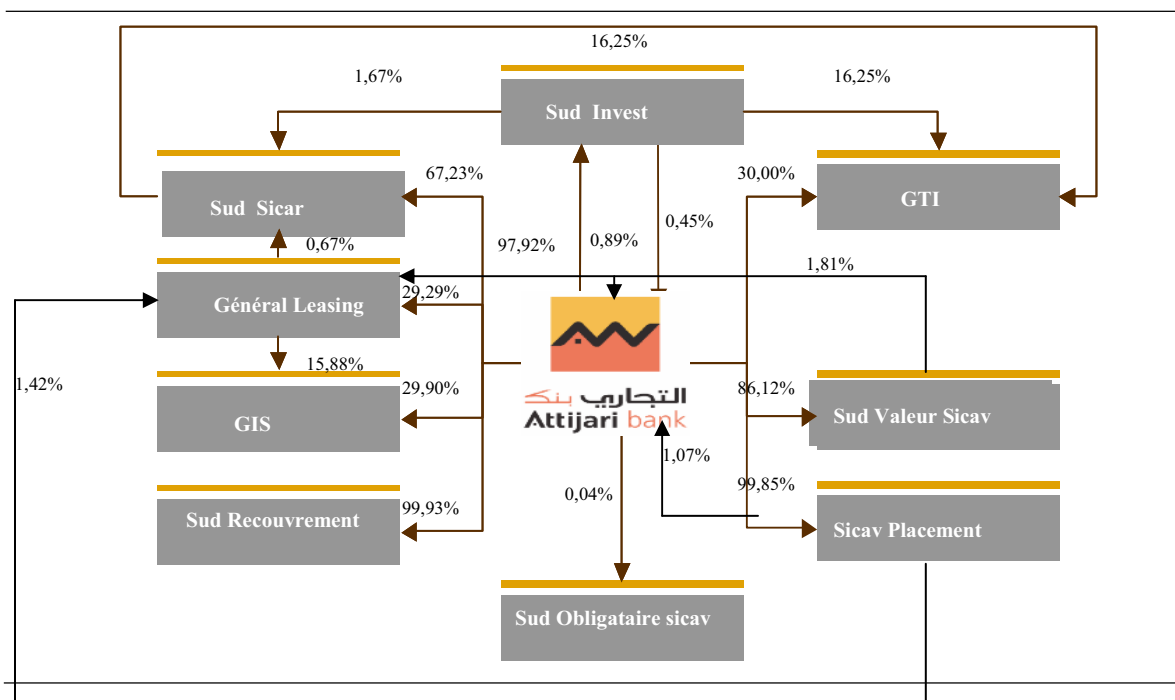 16,25%
1,67%
16,25%
Sud Invest
67,23%
30,00%
Sud Sicar
GTI
0,45%
0,67%
97,92%
0,89%
1,81%
29,29%
Général Leasing
15,88%
1,42%
29,90%
86,12%
التجاري بنك
Attijari bank
GIS
Sud Valeur Sicav
1,07%
99,85%
0,04%
99,93%
Sud Recouvrement
Sicav Placement
Sud Obligataire sicav